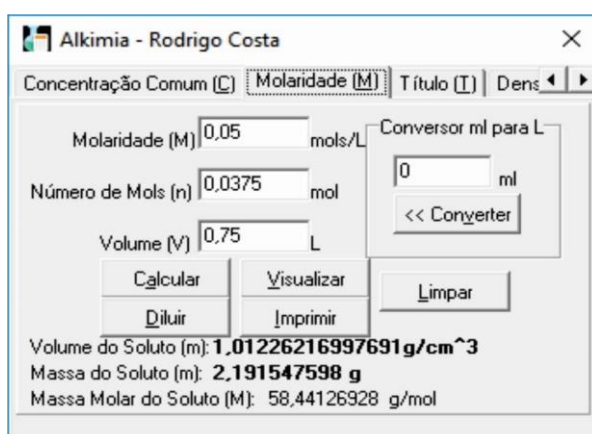 Alkimia - Rodrigo Costa
Concentração Comum (C) Molaridade (M) Título (T) Dens
Molaridade (M) 0,05 mols/L
Conversor ml para L
0 ml
Número de Mols (n) 0,0375 mol
<< Converter
Volume (V) 0,75 L
Calcular Visualizar Limpar
Diluir Imprimir
Volume do Soluto (m): 1,01226216997691g/cm^3
Massa do Soluto (m): 2,191547598 g
Massa Molar do Soluto (M): 58,44126928 g/mol